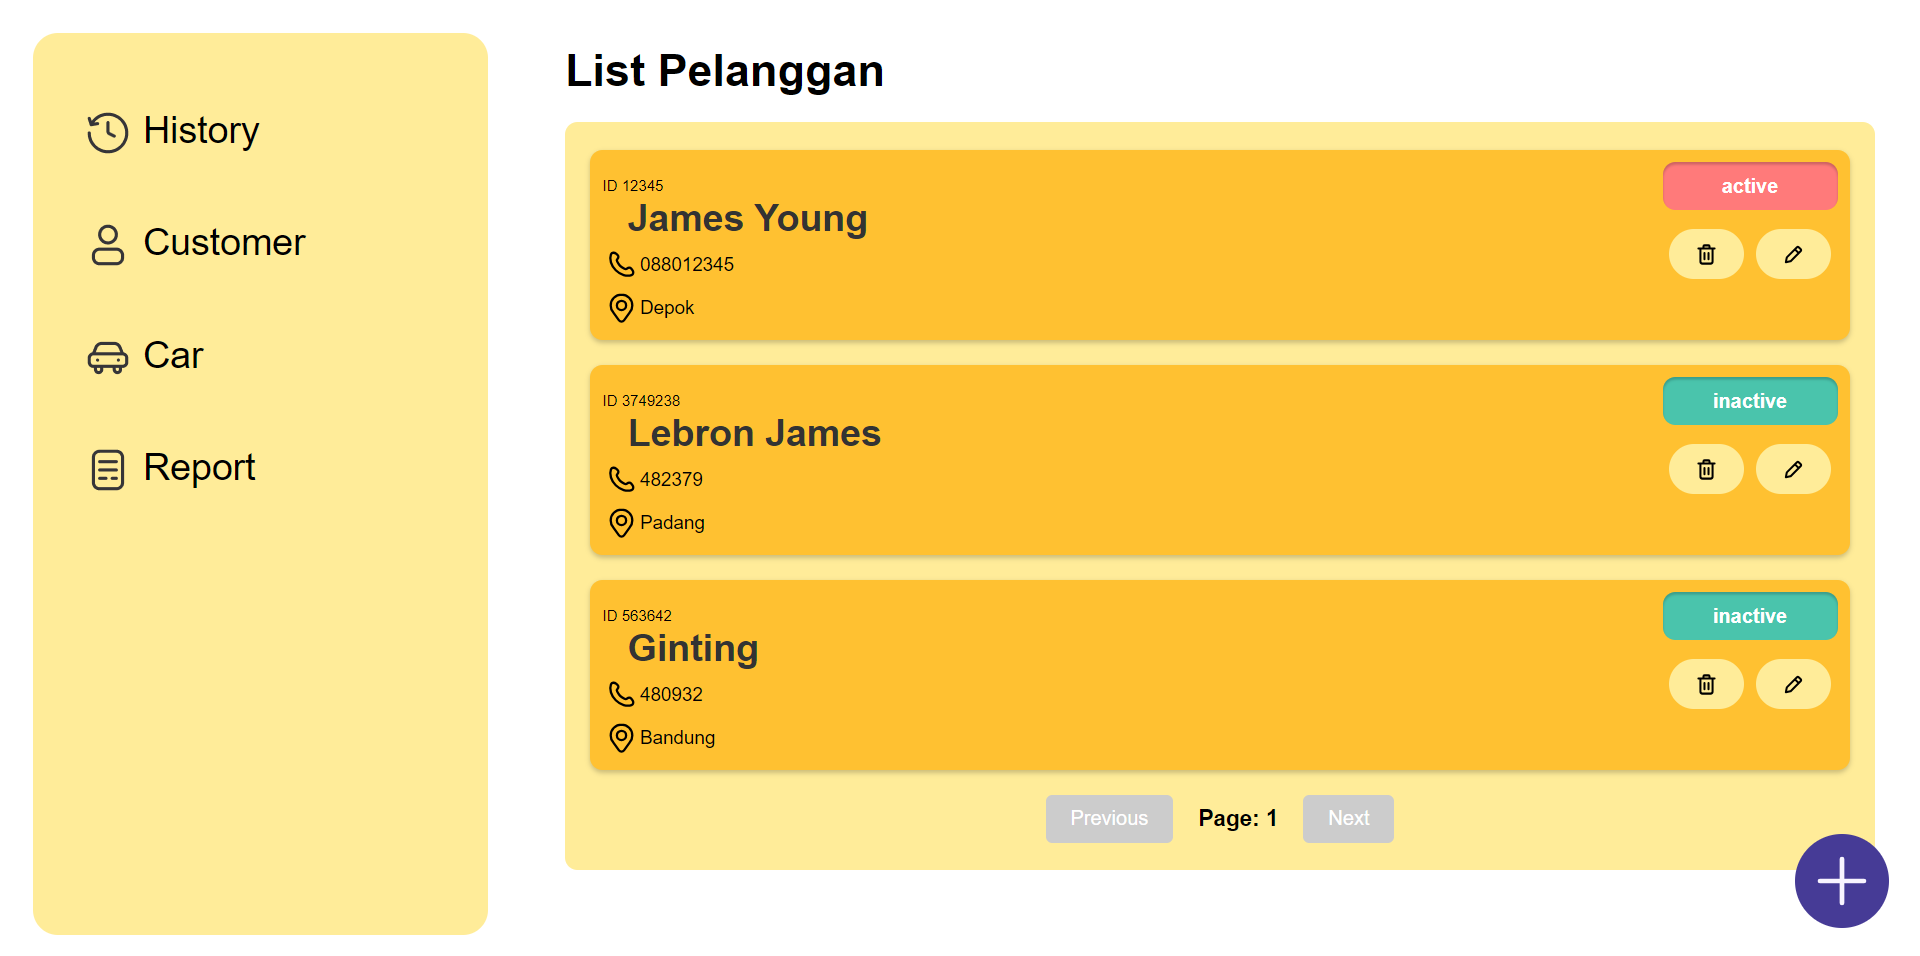 History
Customer
Car
Report
List Pelanggan
ID 12345
James Young
088012345
Depok
active
ID 3749238
Lebron James
482379
Padang
inactive
ID 563642
Ginting
480932
Bandung
inactive
Previous Page: 1 Next